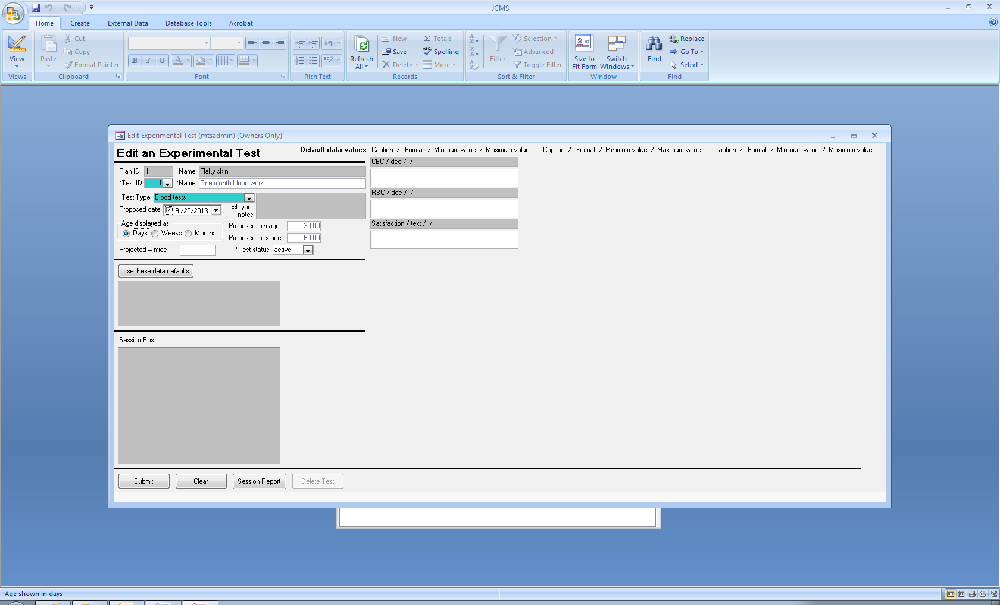 JCMS
Home Create External Data Database Tools Acrobat
View
Views
Paste
Cut
Copy
Format Painter
Clipboard
B I U A
Font
Rich Text
Refresh
All
New
Save
Delete
Totals
Spelling
More
Records
Filter
Selection
Advanced
Toggle Filter
Sort & Filter
Size to
Fit Form
Switch
Windows
Window
Find
Replace
Go To
Select
Find
Edit Experimental Test (mtsadmin) {Owners Only}
Edit an Experimental Test
Default data values: Caption / Format / Minimum value / Maximum value Caption / Format / Minimum value / Maximum value Caption / Format / Minimum value / Maximum value
Plan ID 1 Name Flaky skin
*Test ID 1 *Name One month blood work
*Test Type Blood tests
Proposed date 9 /25/2013
Test type
notes
Age displayed as:
Days Weeks Months
Proposed min age: 30.00
Proposed max age: 60.00
Projected # mice
*Test status active
CBC / dec / /
RBC / dec / /
Satisfaction / text / /
Use these data defaults
Session Box
Submit Clear Session Report Delete Test
Age shown in days